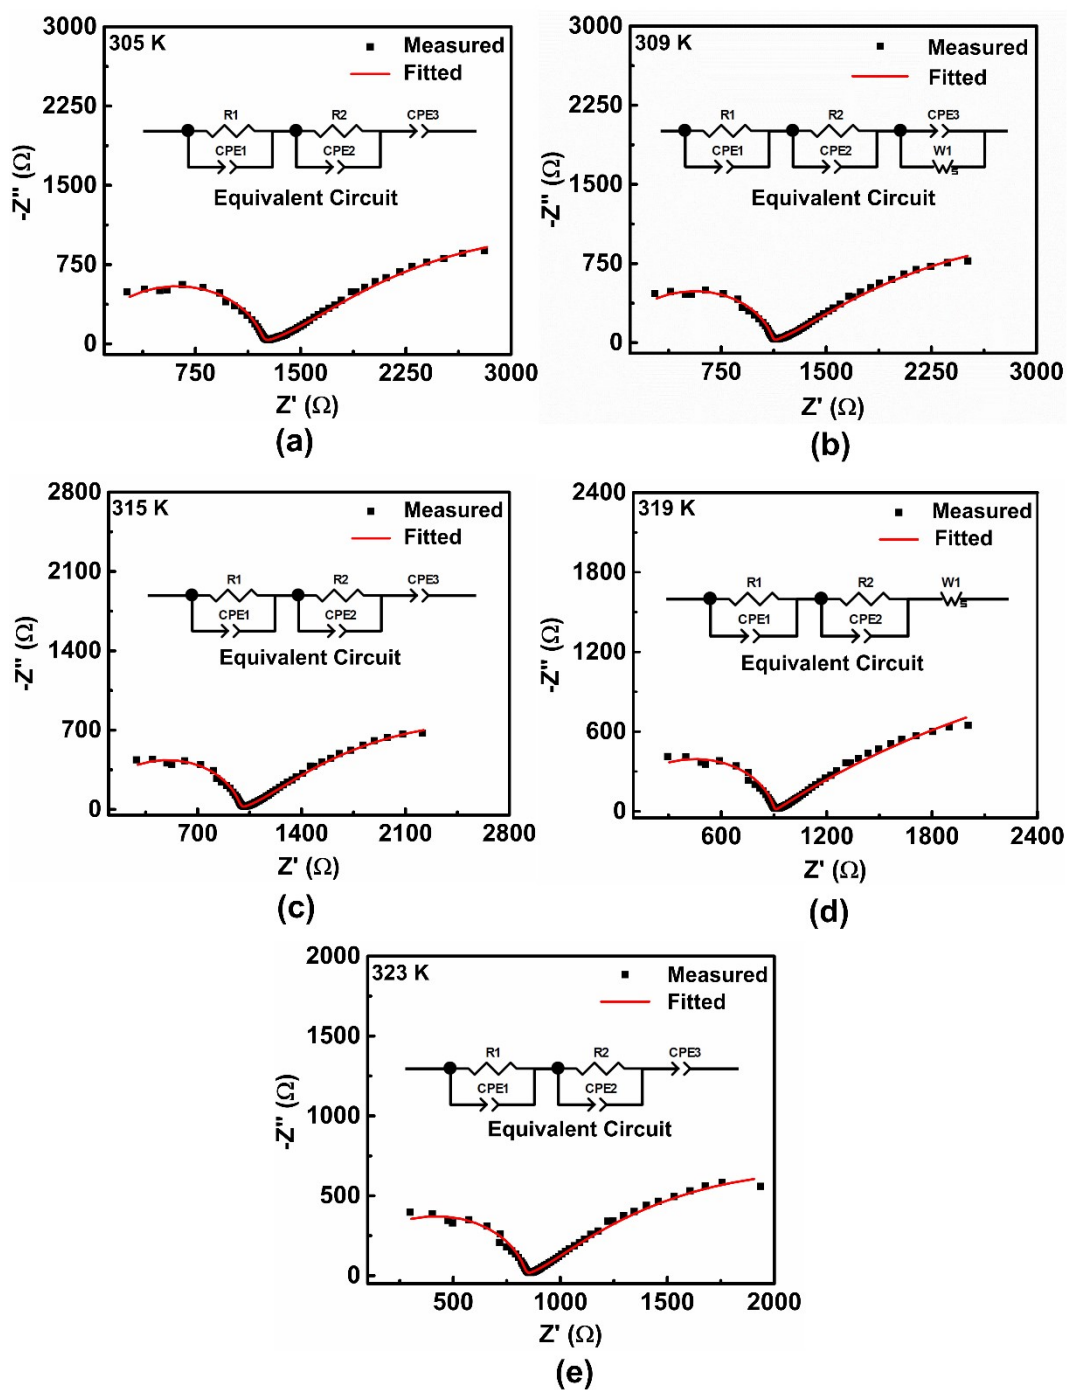 305 K
Measured
Fitted
R1
R2
CPE3
CPE1
CPE2
Equivalent Circuit
3000
2250
1500
750
0
-Z'' (Ω)
750
1500
2250
3000
Z' (Ω)
(a)
309 K
Measured
Fitted
R1
R2
CPE3
CPE1
CPE2
W1
s
Equivalent Circuit
3000
2250
1500
750
0
-Z'' (Ω)
750
1500
2250
3000
Z' (Ω)
(b)
315 K
Measured
Fitted
R1
R2
CPE3
CPE1
CPE2
Equivalent Circuit
2800
2100
1400
700
0
-Z'' (Ω)
700
1400
2100
2800
Z' (Ω)
(c)
319 K
Measured
Fitted
R1
R2
W1
s
CPE1
CPE2
Equivalent Circuit
2400
1800
1200
600
0
-Z'' (Ω)
600
1200
1800
2400
Z' (Ω)
(d)
323 K
Measured
Fitted
R1
R2
CPE3
CPE1
CPE2
Equivalent Circuit
2000
1500
1000
500
0
-Z'' (Ω)
500
1000
1500
2000
Z' (Ω)
(e)